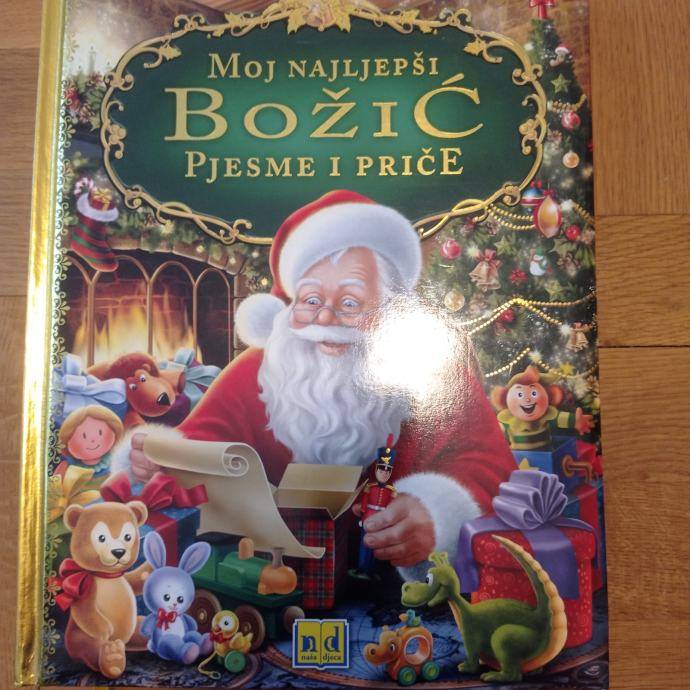 MOJ NAJLJEPŠI
BOŽIĆ
PJESME I PRIČE
nd
naša djeca